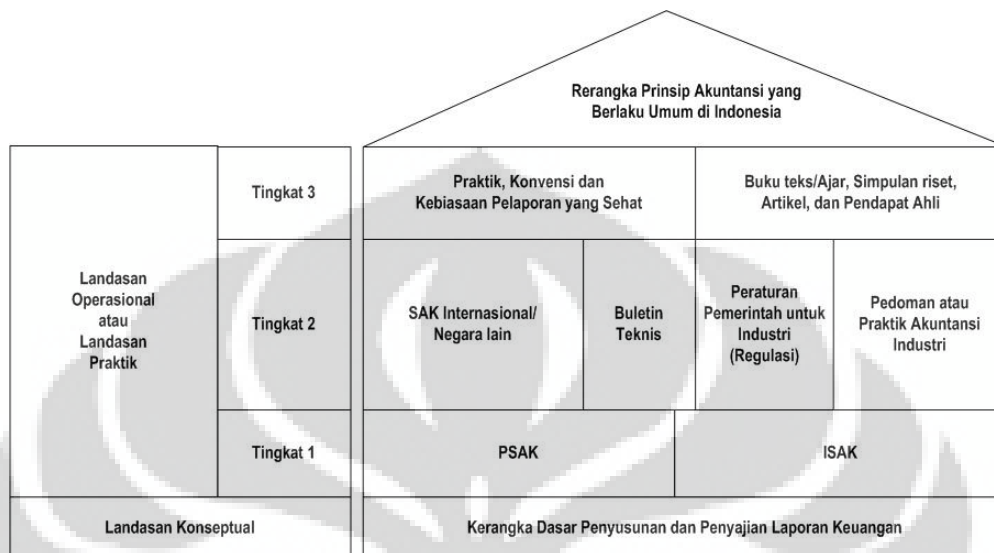 Rerangka Prinsip Akuntansi yang
Berlaku Umum di Indonesia
Landasan
Operasional
atau
Landasan
Praktik
Tingkat 3
Praktik, Konvensi dan
Kebiasaan Pelaporan yang Sehat
Buku teks/Ajar, Simpulan riset,
Artikel, dan Pendapat Ahli
Tingkat 2
SAK Internasional/
Negara lain
Buletin
Teknis
Peraturan
Pemerintah untuk
Industri
(Regulasi)
Pedoman atau
Praktik Akuntansi
Industri
Tingkat 1
PSAK
ISAK
Landasan Konseptual
Kerangka Dasar Penyusunan dan Penyajian Laporan Keuangan